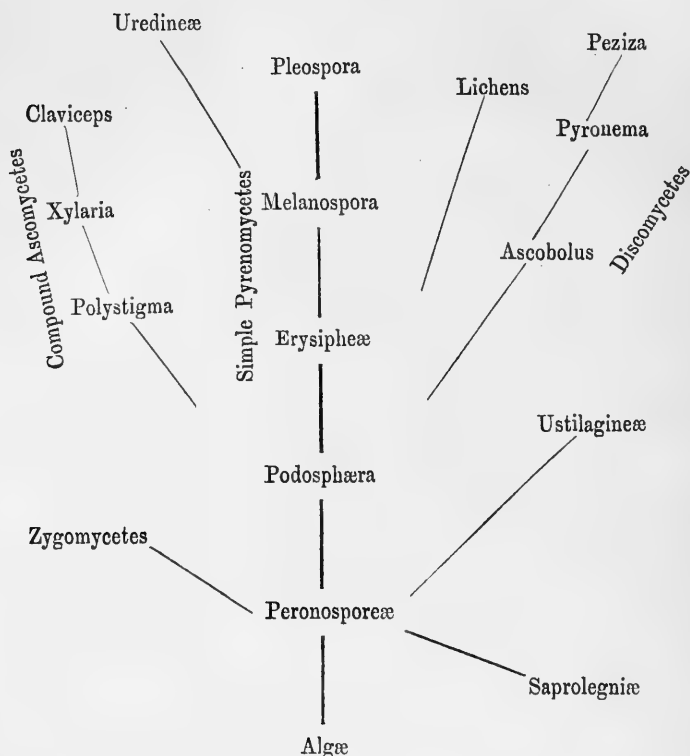 Uredineæ
Pleospora
Peziza
Lichens
Claviceps
Pyronema
Compound Ascomycetes
Xylaria
Simple Pyrenomycetes
Melanospora
Discomycetes
Ascobolus
Polystigma
Erysipheæ
Ustilagineæ
Podosphæra
Zygomycetes
Peronosporeæ
Saprolegniæ
Algæ